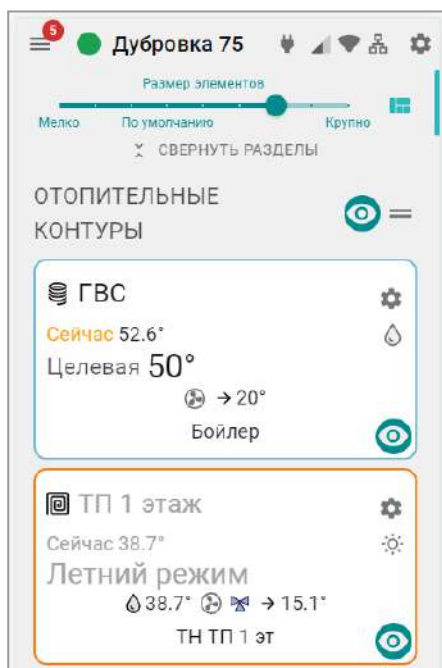 5
Дубровка 75
Размер элементов
Мелко По умолчанию Крупно
СВЕРНУТЬ РАЗДЕЛЫ
ОТОПИТЕЛЬНЫЕ
КОНТУРЫ
ГВС
Сейчас 52.6°
Целевая 50°
→ 20°
Бойлер
ТП 1 этаж
Сейчас 38.7°
Летний режим
38.7° → 15.1°
ТН ТП 1 эт